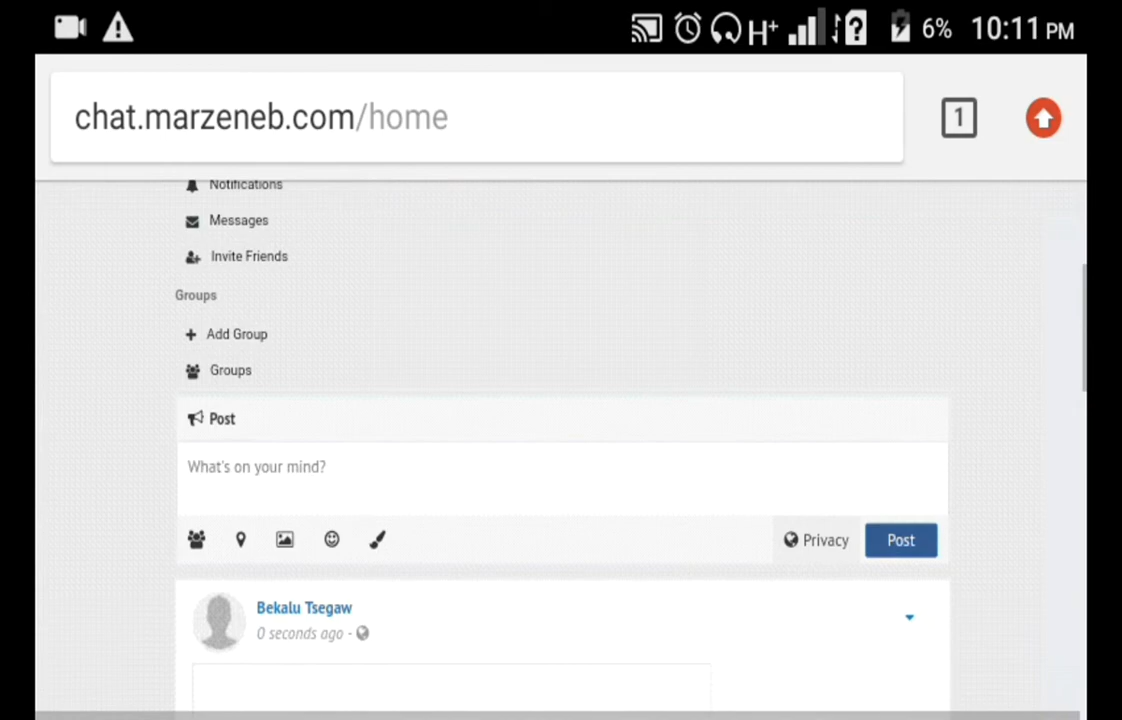 6% 10:11 PM
chat.marzeneb.com/home
1
Notifications
Messages
Invite Friends
Groups
Add Group
Groups
Post
What's on your mind?
Privacy Post
Bekalu Tsegaw
0 seconds ago -